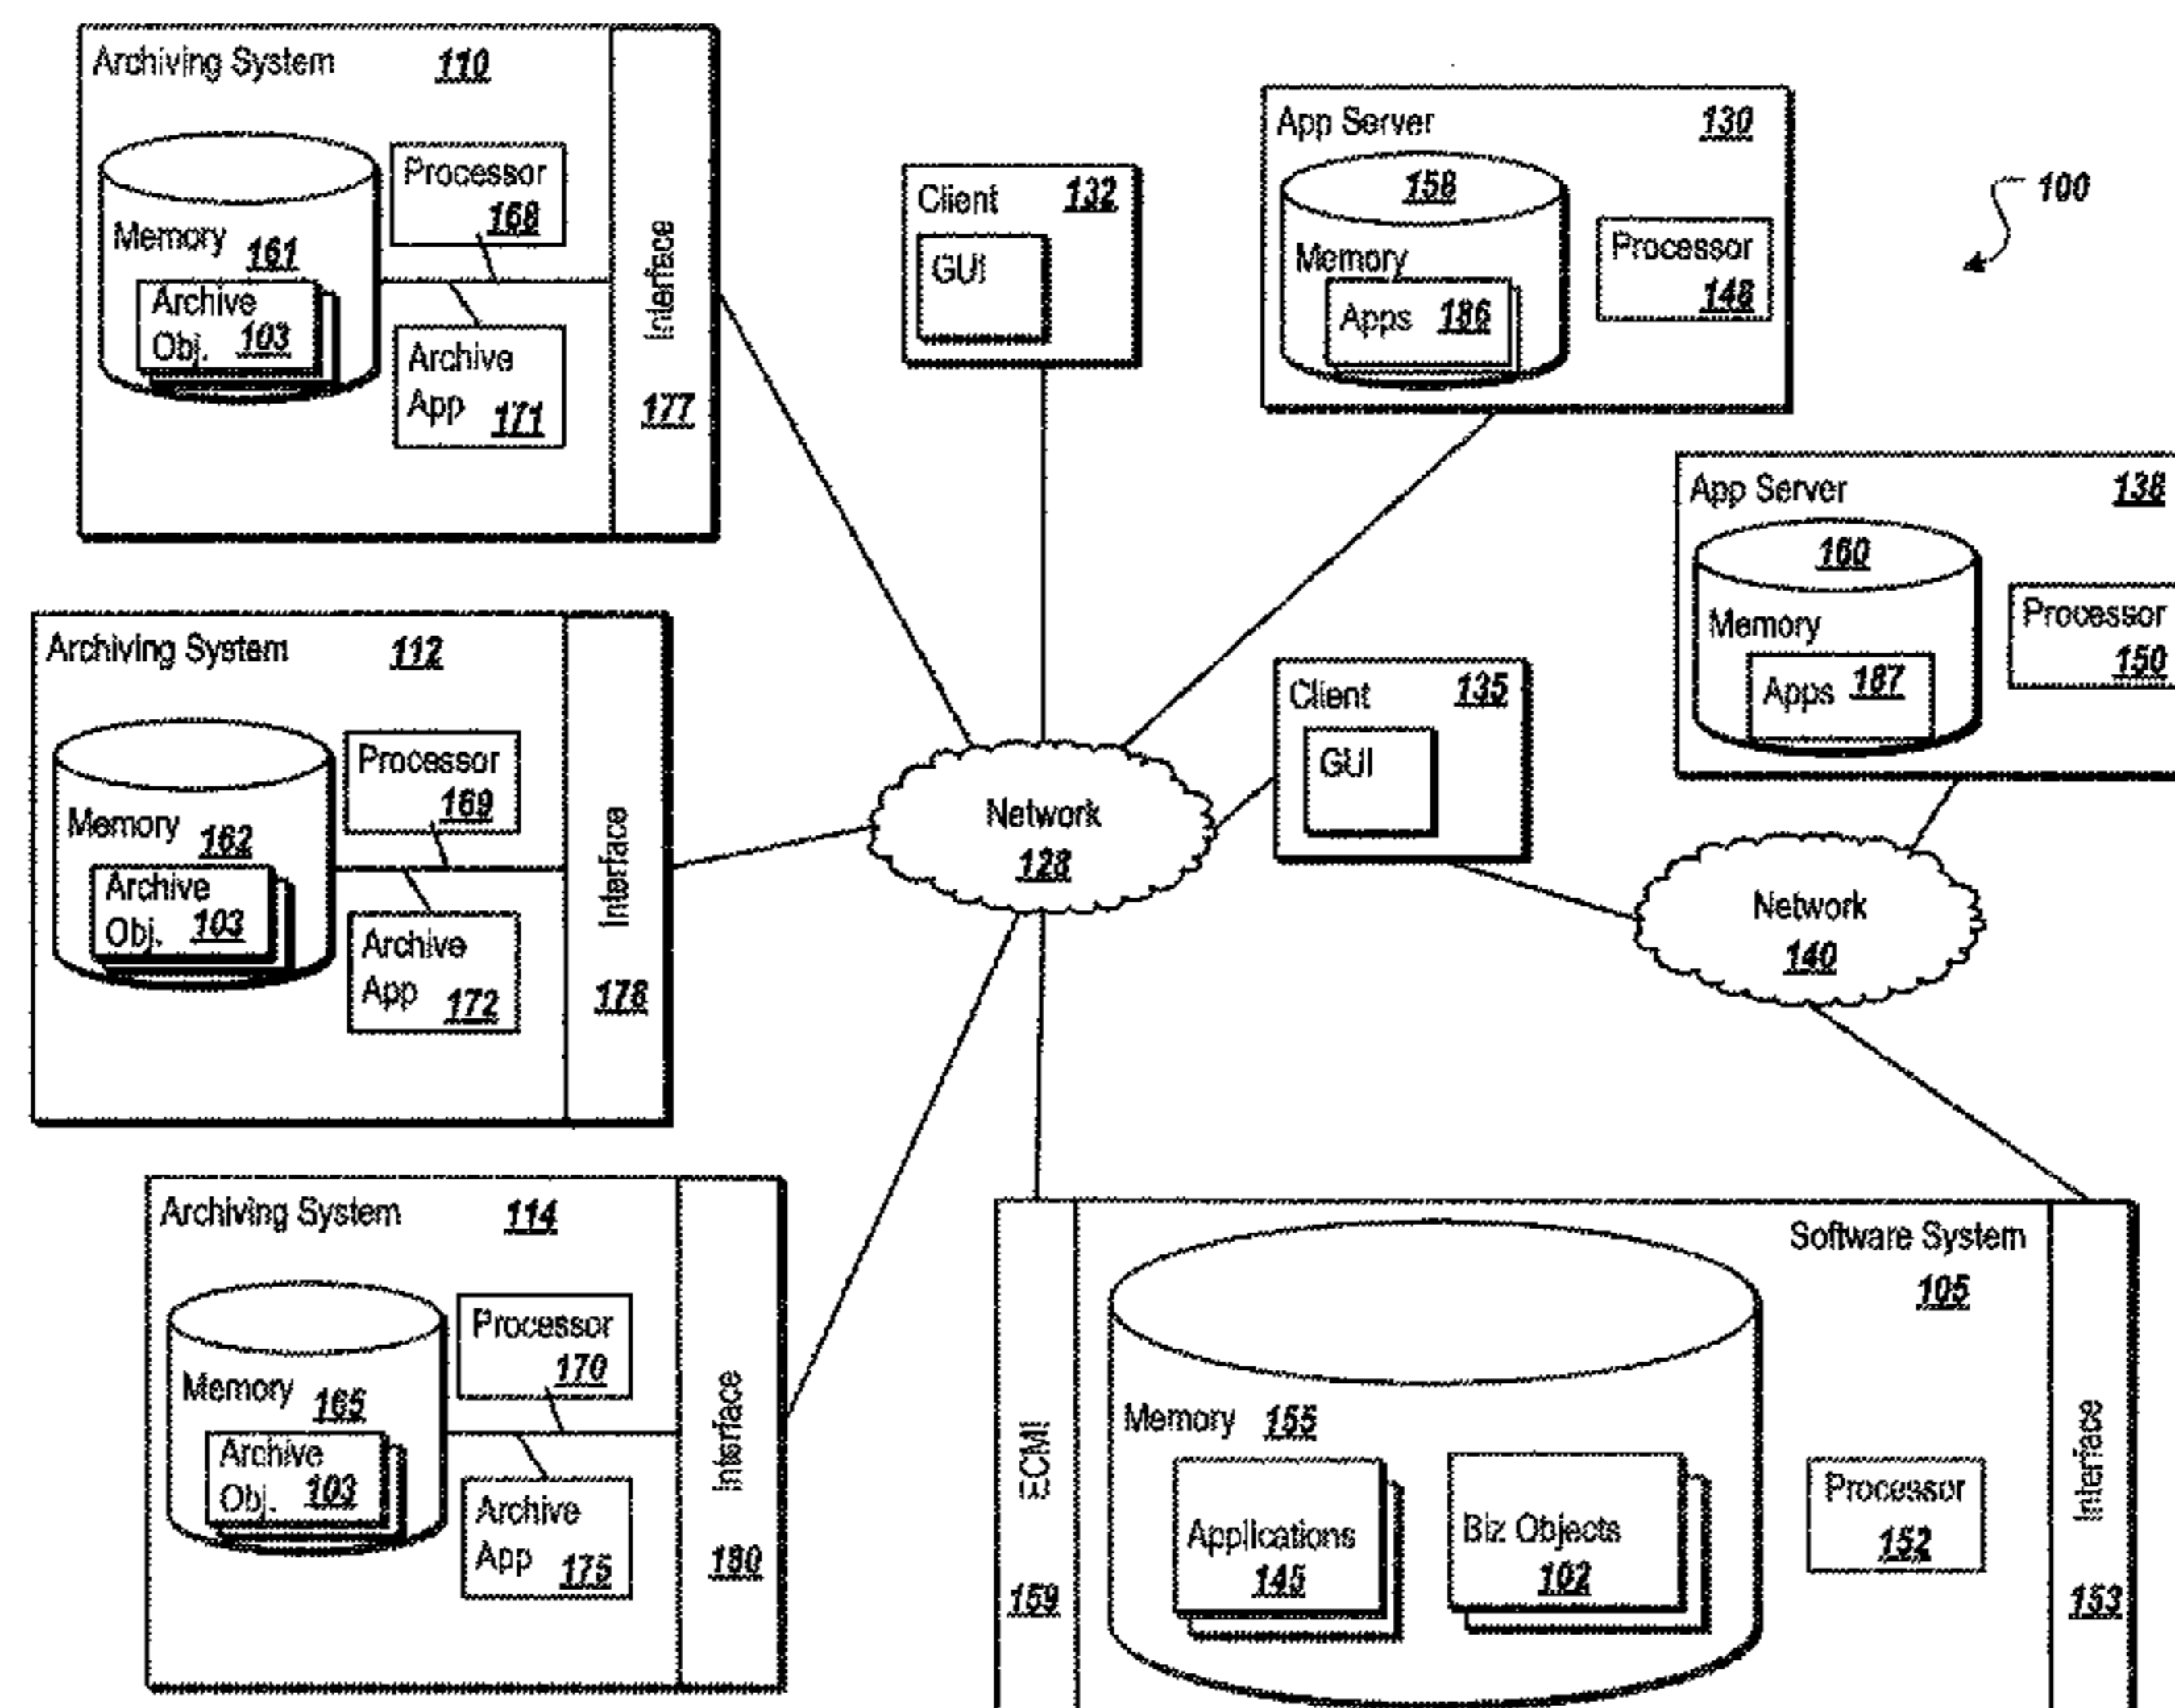 Archiving System 110
Processor
168
Memory 161
Archive
Obj. 103
Archive
App 171
Interface
177
Client 132
GUI
App Server 130
158
Memory
Apps 186
Processor
148
100
App Server 138
160
Memory
Apps 187
Processor
150
Archiving System 112
Processor
169
Memory 162
Archive
Obj. 103
Archive
App 172
Interface
178
Network
128
Client 135
GUI
Network
140
Archiving System 114
Processor
170
Memory 165
Archive
Obj. 103
Archive
App 175
Interface
180
Software System
105
ECMI
159
Memory 155
Applications
145
Biz Objects
102
Processor
152
Interface
153